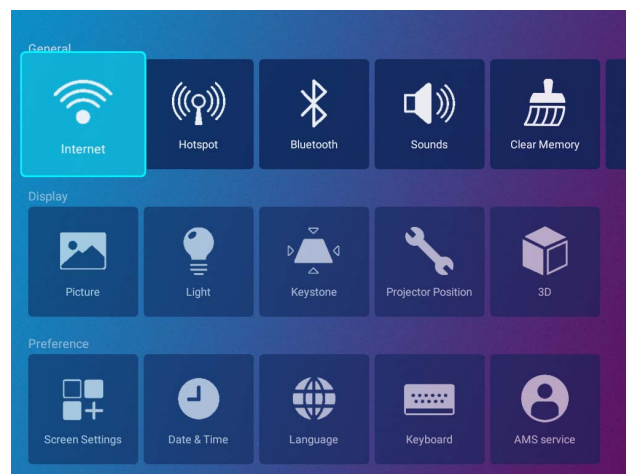 General
Internet
Hotspot
Bluetooth
Sounds
Clear Memory
Display
Picture
Light
Keystone
Projector Position
3D
Preference
Screen Settings
Date & Time
Language
Keyboard
AMS service